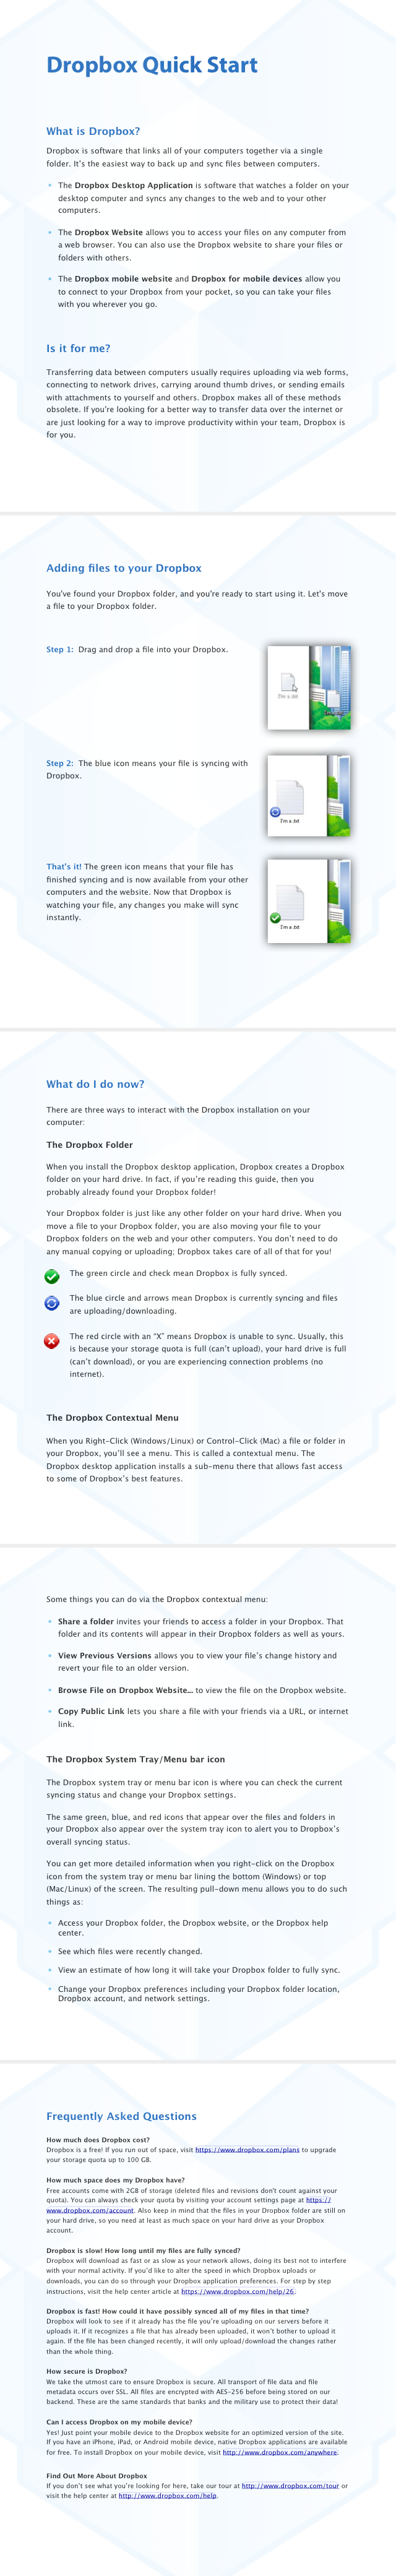 Dropbox Quick Start
What is Dropbox?
Dropbox is software that links all of your computers together via a single
folder. It's the easiest way to back up and sync files between computers.
• The Dropbox Desktop Application is software that watches a folder on your
desktop computer and syncs any changes to the web and to your other
computers.
• The Dropbox Website allows you to access your files on any computer from
a web browser. You can also use the Dropbox website to share your files or
folders with others.
• The Dropbox mobile website and Dropbox for mobile devices allow you
to connect to your Dropbox from your pocket, so you can take your files
with you wherever you go.
Is it for me?
Transferring data between computers usually requires uploading via web forms,
connecting to network drives, carrying around thumb drives, or sending emails
with attachments to yourself and others. Dropbox makes all of these methods
obsolete. If you're looking for a better way to transfer data over the internet or
are just looking for a way to improve productivity within your team, Dropbox is
for you.
Adding files to your Dropbox
You've found your Dropbox folder, and you're ready to start using it. Let's move
a file to your Dropbox folder.
Step 1: Drag and drop a file into your Dropbox.
I'm a .txt
Step 2: The blue icon means your file is syncing with
Dropbox.
I'm a .txt
That's it! The green icon means that your file has
finished syncing and is now available from your other
computers and the website. Now that Dropbox is
watching your file, any changes you make will sync
instantly.
I'm a .txt
What do I do now?
There are three ways to interact with the Dropbox installation on your
computer:
The Dropbox Folder
When you install the Dropbox desktop application, Dropbox creates a Dropbox
folder on your hard drive. In fact, if you're reading this guide, then you
probably already found your Dropbox folder!
Your Dropbox folder is just like any other folder on your hard drive. When you
move a file to your Dropbox folder, you are also moving your file to your
Dropbox folders on the web and your other computers. You don't need to do
any manual copying or uploading; Dropbox takes care of all of that for you!
The green circle and check mean Dropbox is fully synced.
The blue circle and arrows mean Dropbox is currently syncing and files
are uploading/downloading.
The red circle with an "X" means Dropbox is unable to sync. Usually, this
is because your storage quota is full (can't upload), your hard drive is full
(can't download), or you are experiencing connection problems (no
internet).
The Dropbox Contextual Menu
When you Right-Click (Windows/Linux) or Control-Click (Mac) a file or folder in
your Dropbox, you'll see a menu. This is called a contextual menu. The
Dropbox desktop application installs a sub-menu there that allows fast access
to some of Dropbox's best features.
Some things you can do via the Dropbox contextual menu:
• Share a folder invites your friends to access a folder in your Dropbox. That
folder and its contents will appear in their Dropbox folders as well as yours.
• View Previous Versions allows you to view your file's change history and
revert your file to an older version.
• Browse File on Dropbox Website... to view the file on the Dropbox website.
• Copy Public Link lets you share a file with your friends via a URL, or internet
link.
The Dropbox System Tray/Menu bar icon
The Dropbox system tray or menu bar icon is where you can check the current
syncing status and change your Dropbox settings.
The same green, blue, and red icons that appear over the files and folders in
your Dropbox also appear over the system tray icon to alert you to Dropbox's
overall syncing status.
You can get more detailed information when you right-click on the Dropbox
icon from the system tray or menu bar lining the bottom (Windows) or top
(Mac/Linux) of the screen. The resulting pull-down menu allows you to do such
things as:
• Access your Dropbox folder, the Dropbox website, or the Dropbox help
center.
• See which files were recently changed.
• View an estimate of how long it will take your Dropbox folder to fully sync.
• Change your Dropbox preferences including your Dropbox folder location,
Dropbox account, and network settings.
Frequently Asked Questions
How much does Dropbox cost?
Dropbox is a free! If you run out of space, visit https://www.dropbox.com/plans to upgrade
your storage quota up to 100 GB.
How much space does my Dropbox have?
Free accounts come with 2GB of storage (deleted files and revisions don't count against your
quota). You can always check your quota by visiting your account settings page at https://
www.dropbox.com/account. Also keep in mind that the files in your Dropbox folder are still on
your hard drive, so you need at least as much space on your hard drive as your Dropbox
account.
Dropbox is slow! How long until my files are fully synced?
Dropbox will download as fast or as slow as your network allows, doing its best not to interfere
with your normal activity. If you'd like to alter the speed in which Dropbox uploads or
downloads, you can do so through your Dropbox application preferences. For step by step
instructions, visit the help center article at https://www.dropbox.com/help/26.
Dropbox is fast! How could it have possibly synced all of my files in that time?
Dropbox will look to see if it already has the file you're uploading on our servers before it
uploads it. If it recognizes a file that has already been uploaded, it won't bother to upload it
again. If the file has been changed recently, it will only upload/download the changes rather
than the whole thing.
How secure is Dropbox?
We take the utmost care to ensure Dropbox is secure. All transport of file data and file
metadata occurs over SSL. All files are encrypted with AES-256 before being stored on our
backend. These are the same standards that banks and the military use to protect their data!
Can I access Dropbox on my mobile device?
Yes! Just point your mobile device to the Dropbox website for an optimized version of the site.
If you have an iPhone, iPad, or Android mobile device, native Dropbox applications are available
for free. To install Dropbox on your mobile device, visit http://www.dropbox.com/anywhere.
Find Out More About Dropbox
If you don't see what you're looking for here, take our tour at http://www.dropbox.com/tour or
visit the help center at http://www.dropbox.com/help.